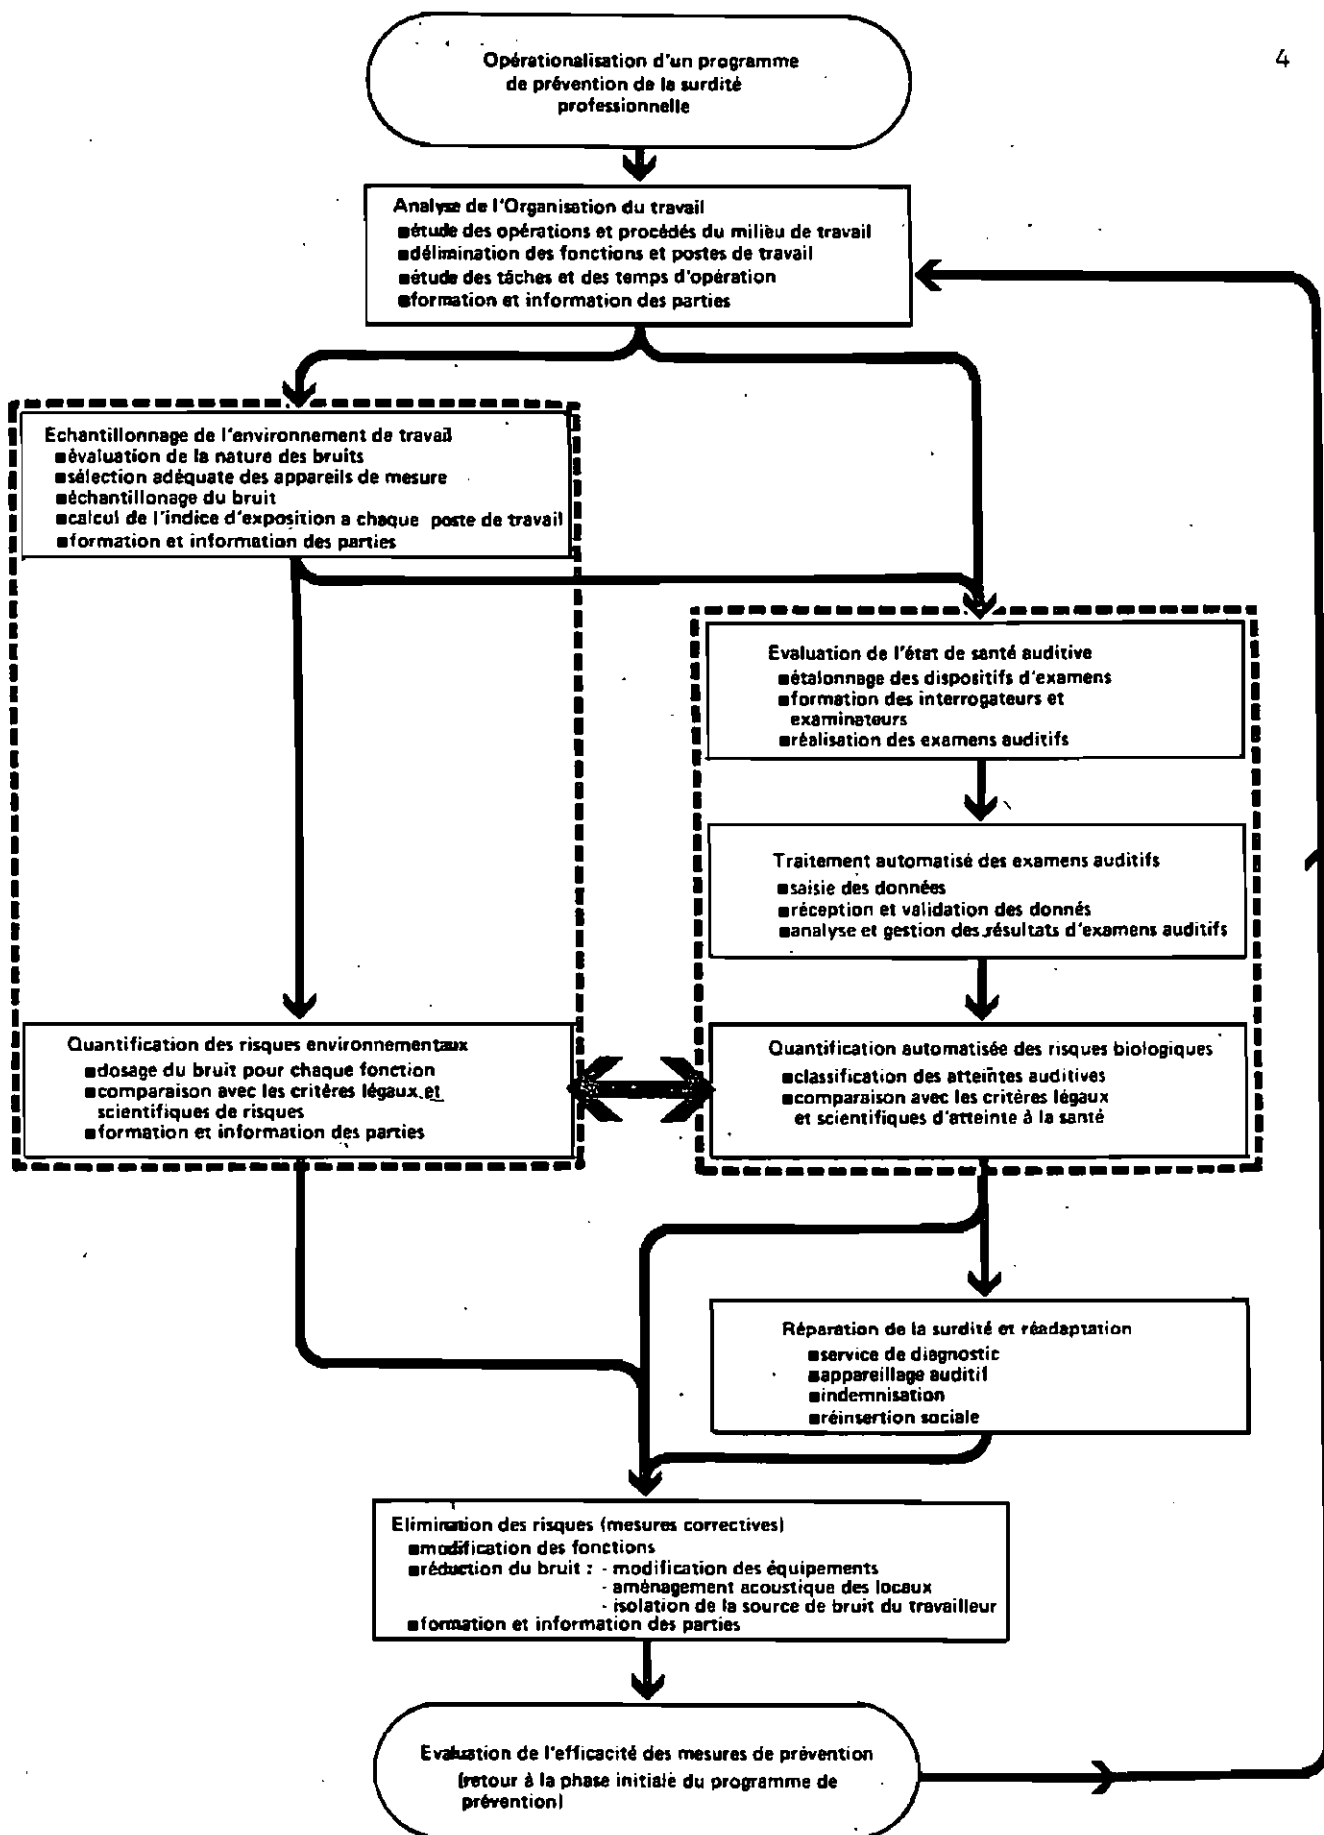 4
Opérationalisation d'un programme
de prévention de la surdité
professionnelle
Analyse de l'Organisation du travail
■étude des opérations et procédés du milieu de travail
■délimination des fonctions et postes de travail
■étude des tâches et des temps d'opération
■formation et information des parties
Echantillonnage de l'environnement de travail
■évaluation de la nature des bruits
■sélection adéquate des appareils de mesure
■échantillonage du bruit
■calcul de l'indice d'exposition a chaque poste de travail
■formation et information des parties
Evaluation de l'état de santé auditive
■étalonnage des dispositifs d'examens
■formation des interrogateurs et
examinateurs
■réalisation des examens auditifs
Traitement automatisé des examens auditifs
■saisie des données
■réception et validation des donnés
■analyse et gestion des résultats d'examens auditifs
Quantification des risques environnementaux
■dosage du bruit pour chaque fonction
■comparaison avec les critères légaux et
scientifiques de risques
■formation et information des parties
Quantification automatisée des risques biologiques
■classification des atteintes auditives
■comparaison avec les critères légaux
et scientifiques d'atteinte à la santé
Réparation de la surdité et réadaptation
■service de diagnostic
■appareillage auditif
■indemnisation
■réinsertion sociale
Elimination des risques (mesures correctives)
■modification des fonctions
■réduction du bruit : - modification des équipements
- aménagement acoustique des locaux
- isolation de la source de bruit du travailleur
■formation et information des parties
Evaluation de l'efficacité des mesures de prévention
(retour à la phase initiale du programme de
prévention)